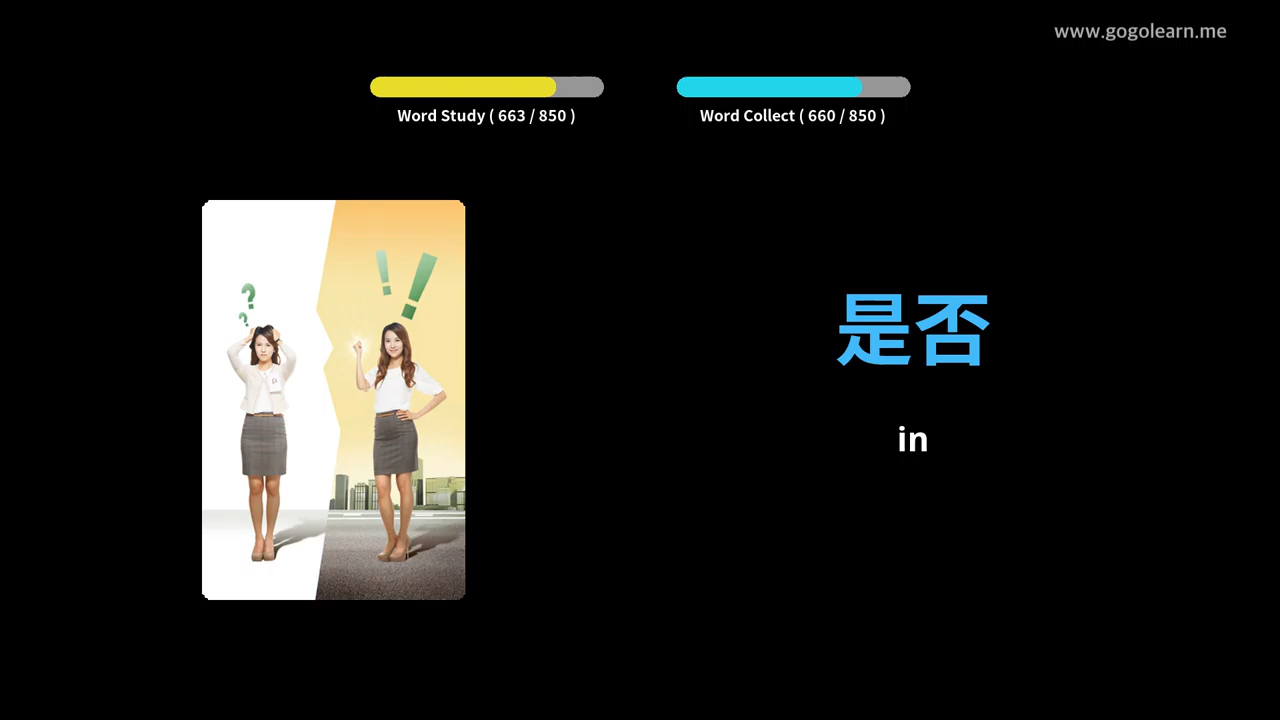 www.gogolearn.me
Word Study ( 663 / 850 )
Word Collect ( 660 / 850 )
? ?
! !
是否
in